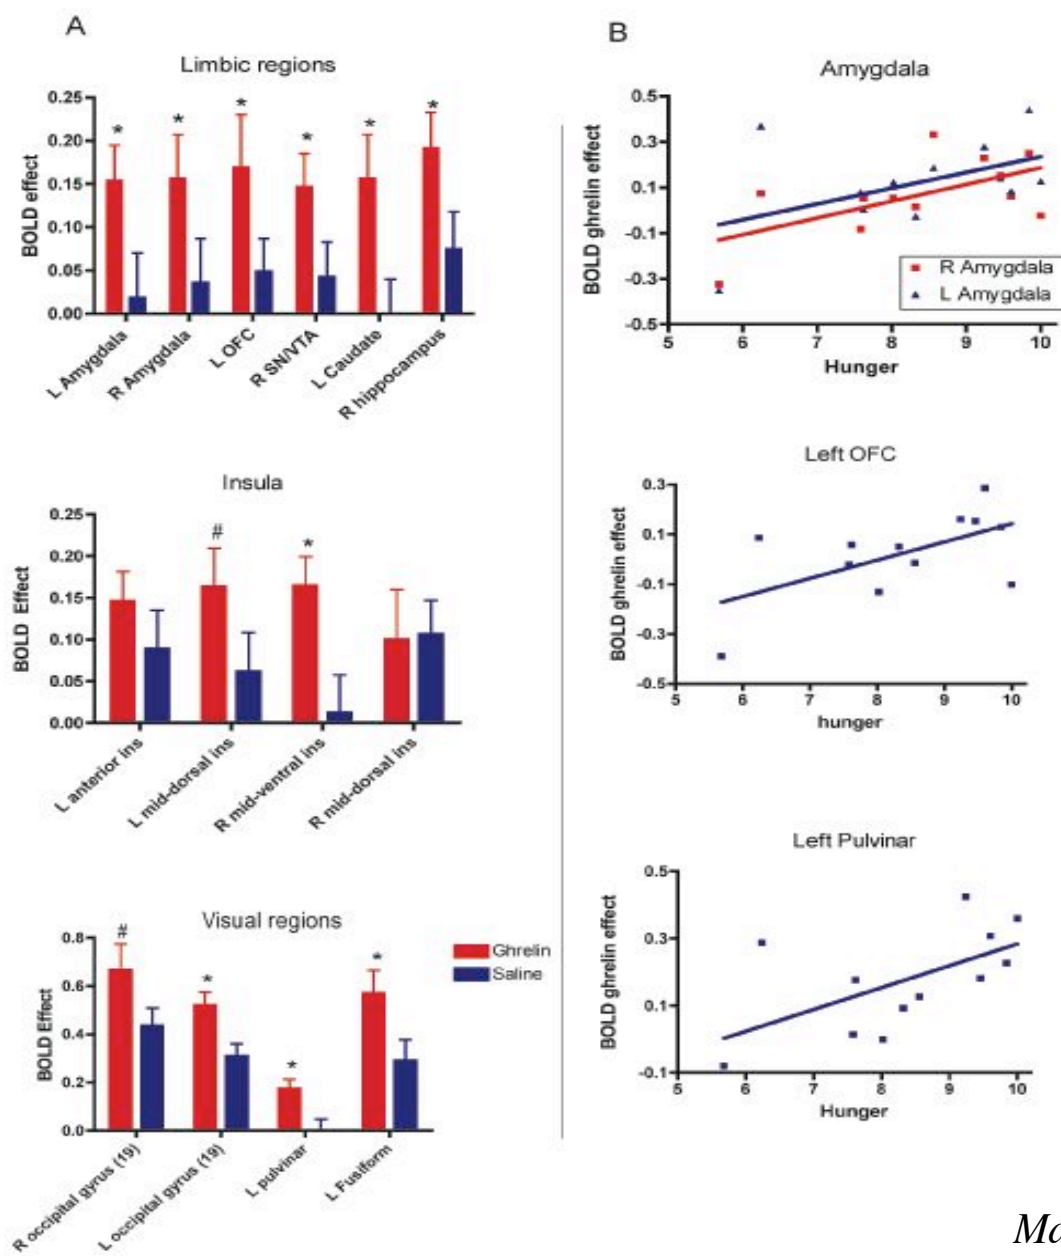 A
Limbic regions
BOLD effect
0.25
0.20
0.15
0.10
0.05
0.00
* * * * * *
L Amygdala
R Amygdala
L OFC
R SN/VTA
L Caudate
R hippocampus
Insula
BOLD Effect
0.25
0.20
0.15
0.10
0.05
0.00
# *
L anterior ins
L mid-dorsal ins
R mid-ventral ins
R mid-dorsal ins
Visual regions
BOLD Effect
0.8
0.6
0.4
0.2
0.0
# * * *
Ghrelin
Saline
R occipital gyrus (19)
L occipital gyrus (19)
L pulvinar
L Fusiform
B
Amygdala
BOLD ghrelin effect
0.5
0.3
0.1
-0.1
-0.3
-0.5
R Amygdala
L Amygdala
5 6 7 8 9 10
Hunger
Left OFC
BOLD ghrelin effect
0.3
0.1
-0.1
-0.3
-0.5
5 6 7 8 9 10
hunger
Left Pulvinar
BOLD ghrelin effect
0.5
0.3
0.1
-0.1
5 6 7 8 9 10
Hunger